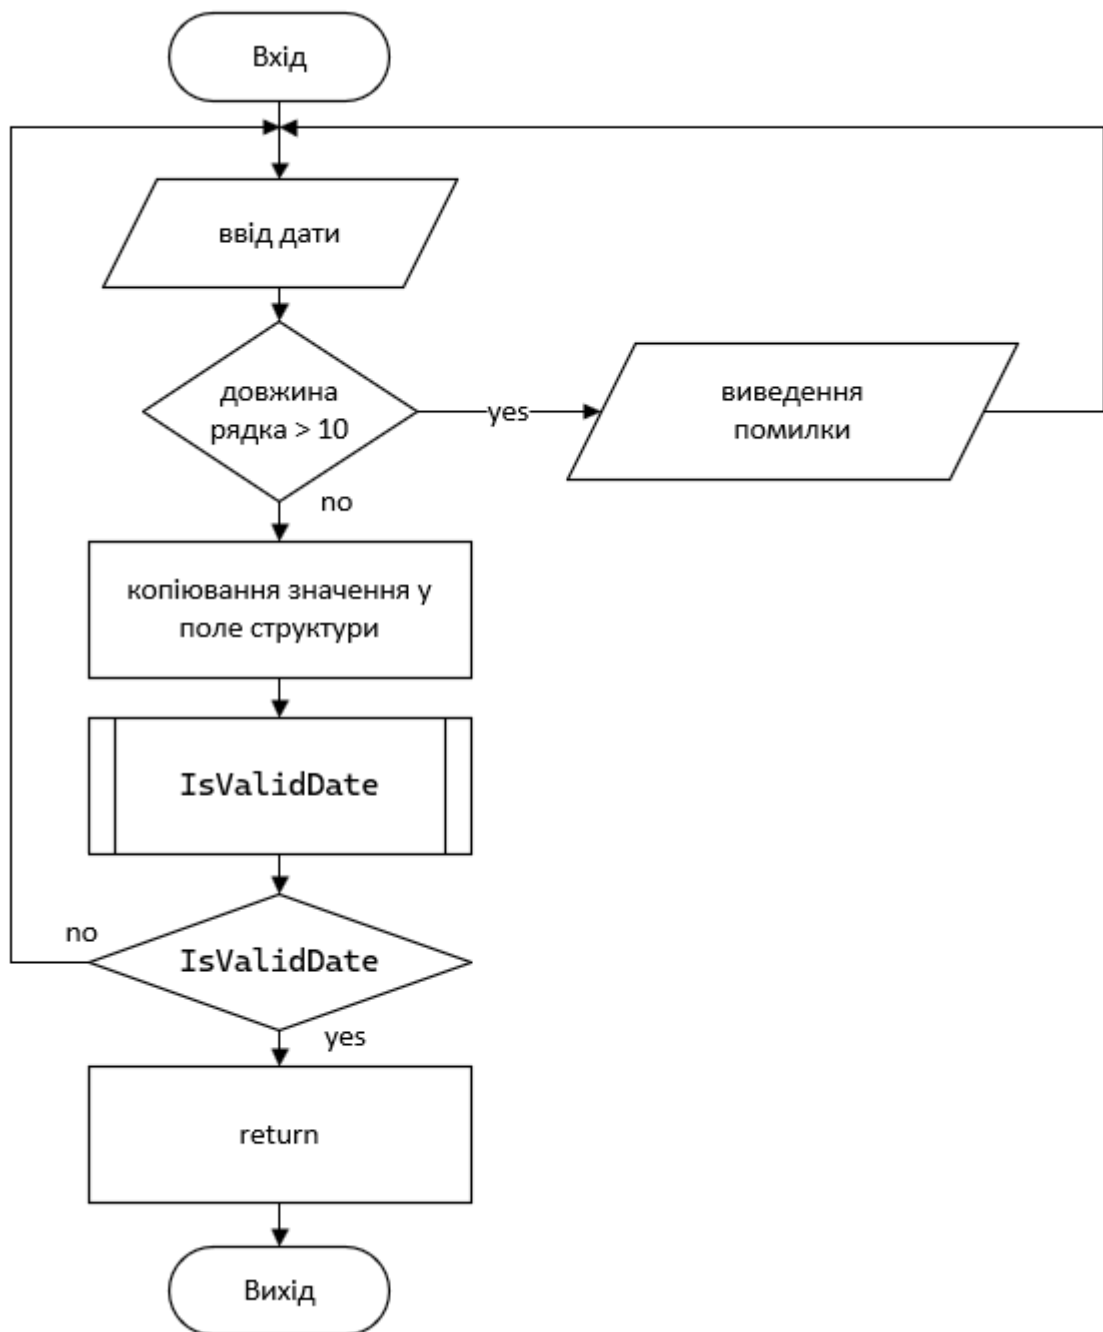 Вхід
ввід дати
довжина
рядка > 10
yes
виведення
помилки
no
копіювання значення у
поле структури
IsValidDate
no
IsValidDate
yes
return
Вихід